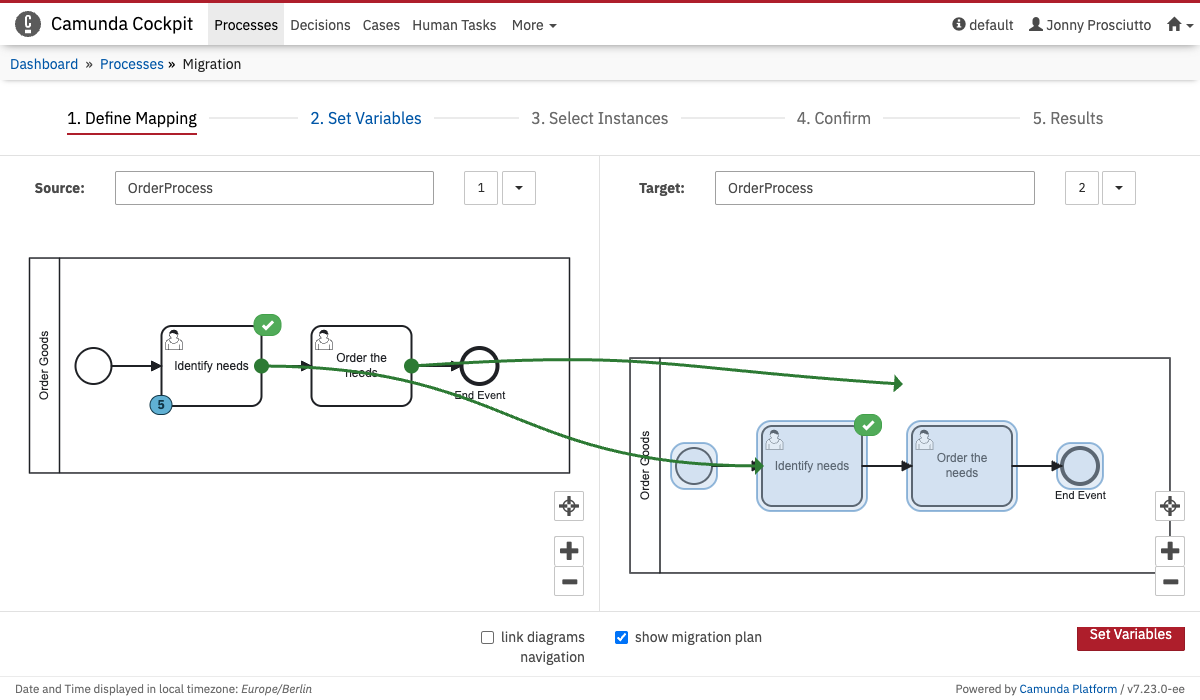 Camunda Cockpit Processes Decisions Cases Human Tasks More default Jonny Prosciutto
Dashboard » Processes » Migration
1. Define Mapping 2. Set Variables 3. Select Instances 4. Confirm 5. Results
Source: OrderProcess 1 Target: OrderProcess 2
Order Goods
Identify needs
5
Order the
needs
End Event
Order Goods
Identify needs
Order the
needs
End Event
link diagrams
navigation
show migration plan
Set Variables
Date and Time displayed in local timezone: Europe/Berlin Powered by Camunda Platform / v7.23.0-ee